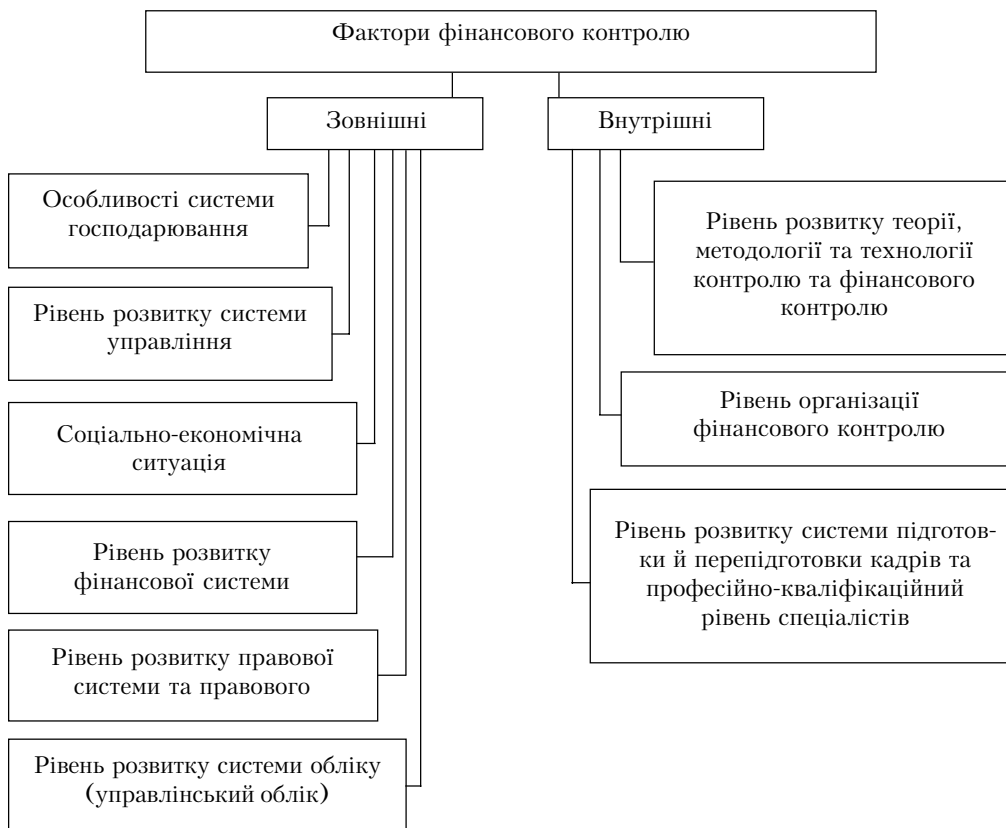 Фактори фінансового контролю
Зовнішні
Внутрішні
Особливості системи
господарювання
Рівень розвитку системи
управління
Соціально-економічна
ситуація
Рівень розвитку
фінансової системи
Рівень розвитку правової
системи та правового
Рівень розвитку системи обліку
(управлінський облік)
Рівень розвитку теорії,
методології та технології
контролю та фінансового
контролю
Рівень організації
фінансового контролю
Рівень розвитку системи підготов-
ки й перепідготовки кадрів та
професійно-кваліфікаційний
рівень спеціалістів